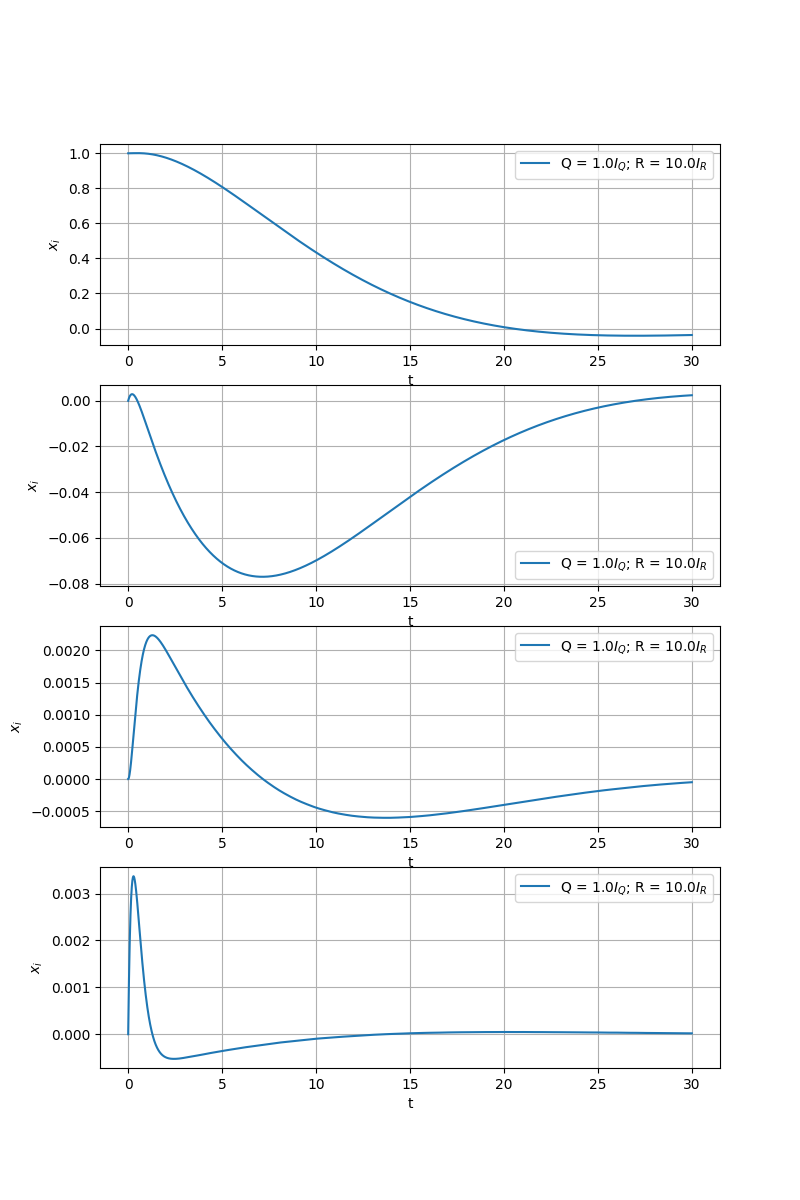 1.0
0.8
0.6
0.4
0.2
0.0
x_i
Q = 1.0I_Q; R = 10.0I_R
0 5 10 15 20 25 30
t
0.00
−0.02
−0.04
−0.06
−0.08
x_i
Q = 1.0I_Q; R = 10.0I_R
0 5 10 15 20 25 30
t
0.0020
0.0015
0.0010
0.0005
0.0000
−0.0005
x_i
Q = 1.0I_Q; R = 10.0I_R
0 5 10 15 20 25 30
t
0.003
0.002
0.001
0.000
x_i
Q = 1.0I_Q; R = 10.0I_R
0 5 10 15 20 25 30
t